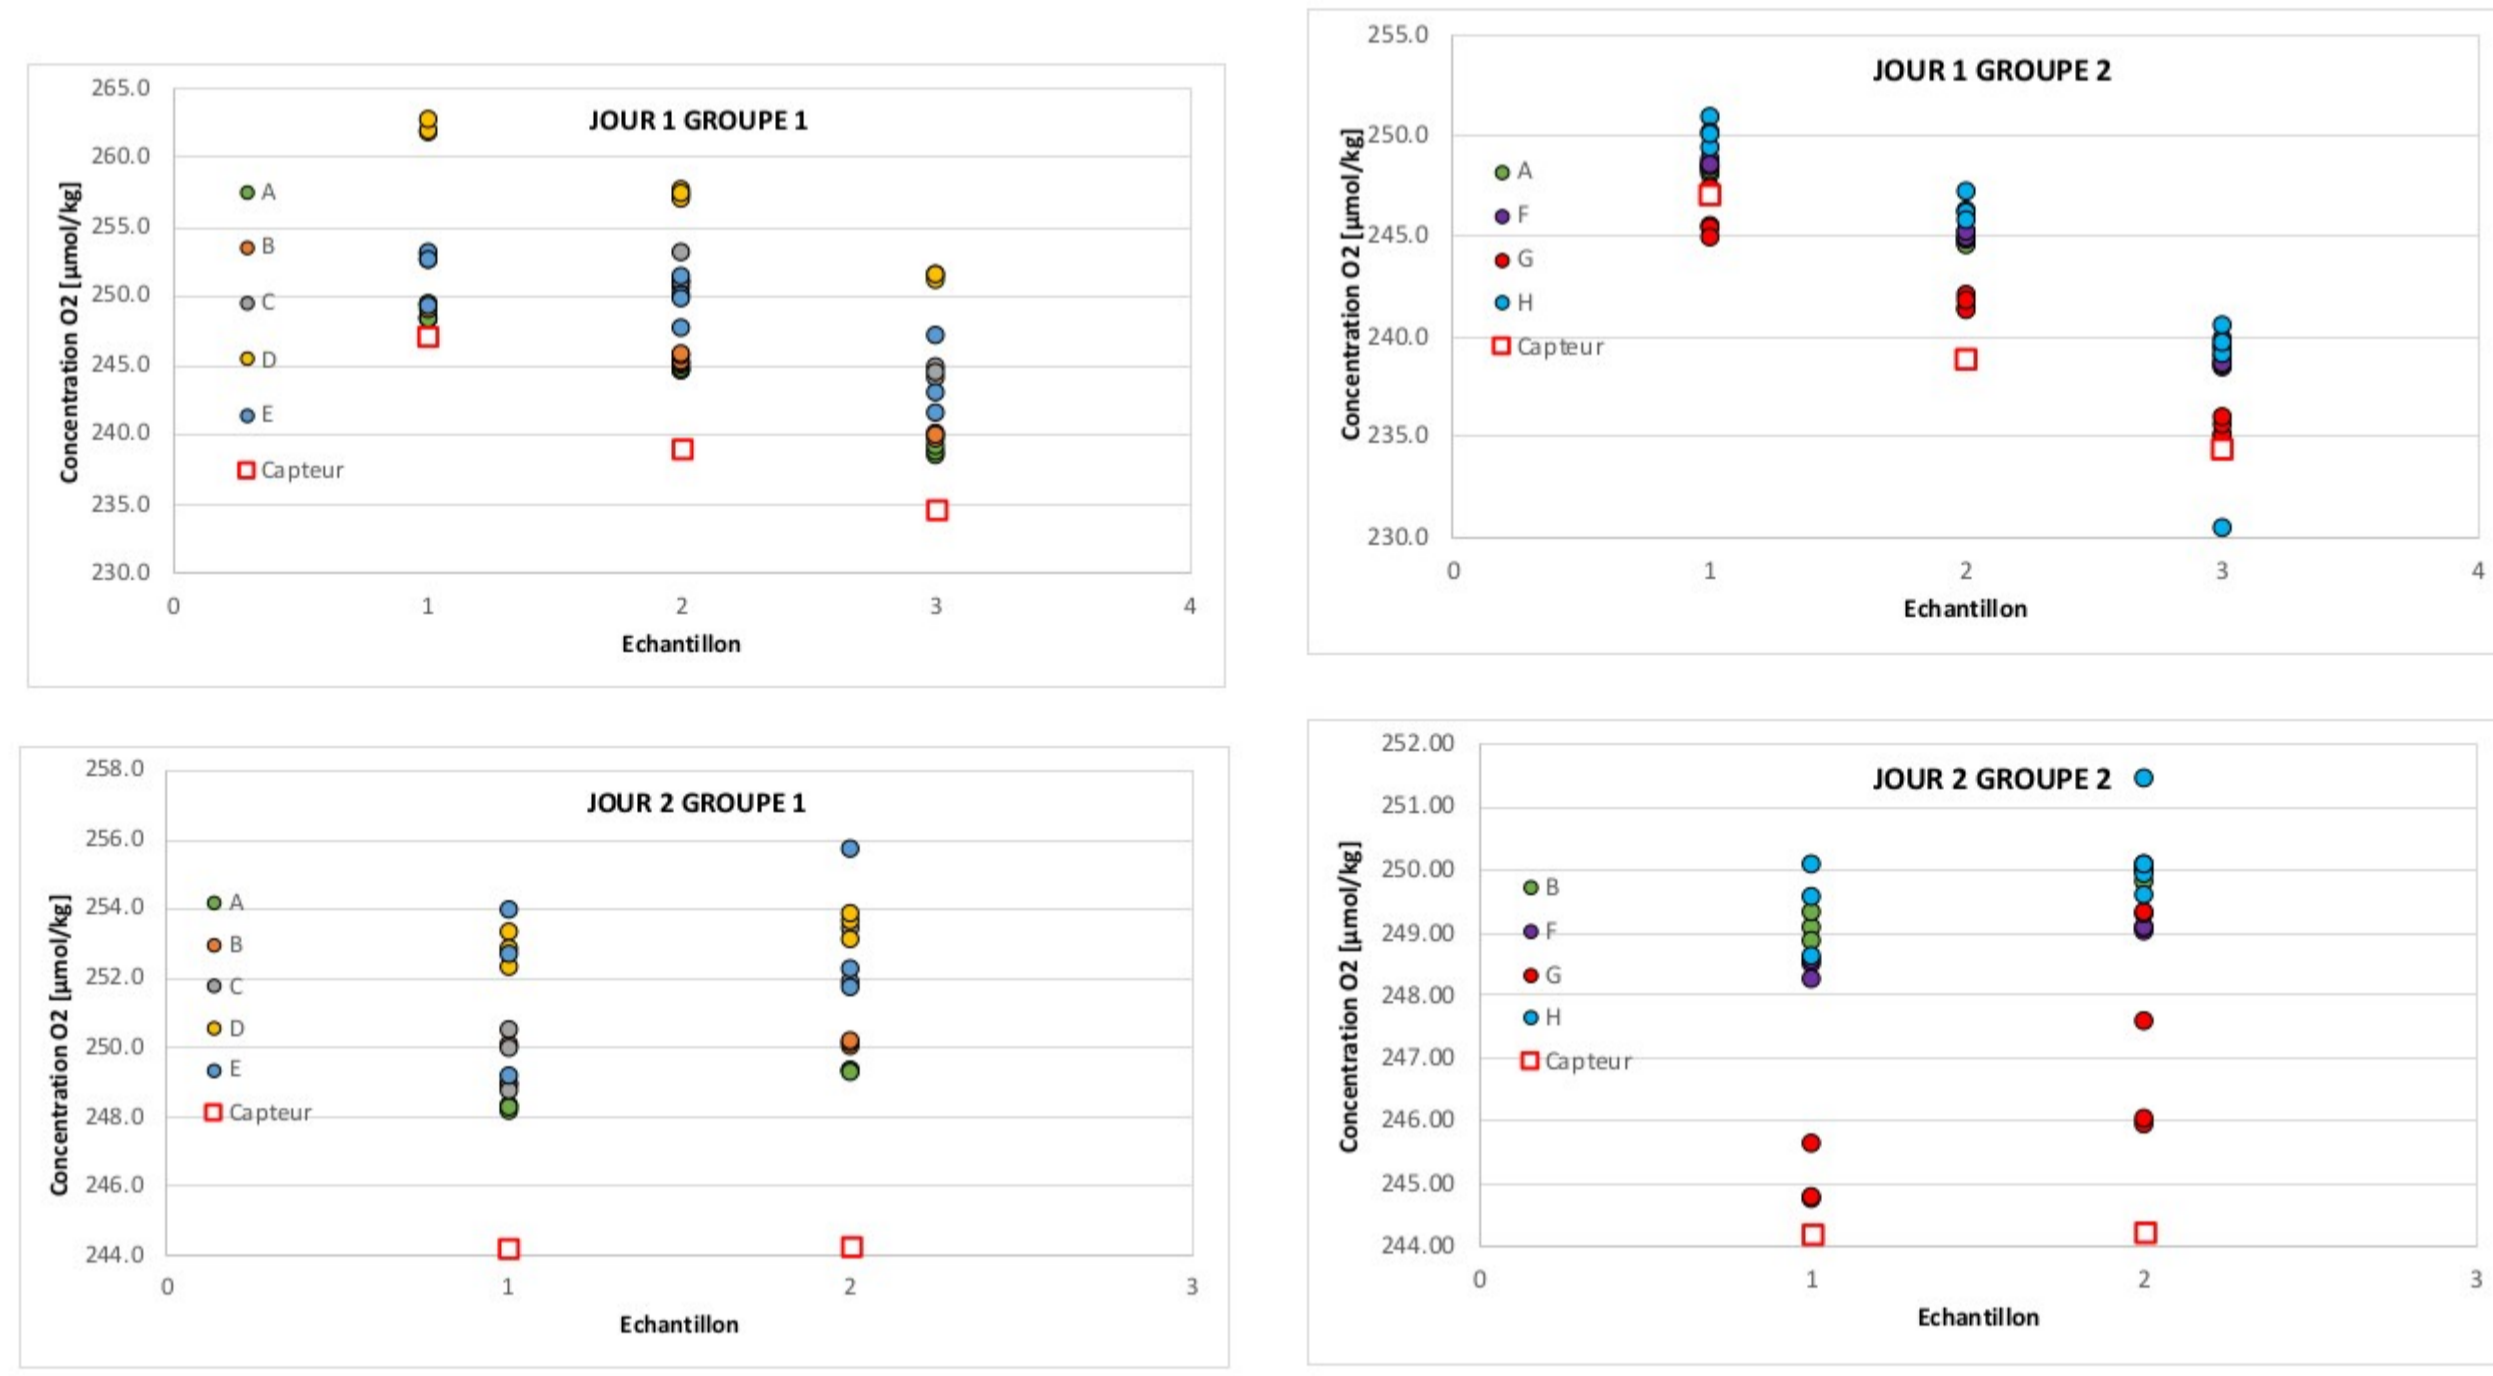 JOUR 1 GROUPE 1
Concentration O2 [µmol/kg]
265.0
260.0
255.0
250.0
245.0
240.0
235.0
230.0
A
B
C
D
E
Capteur
0 1 2 3 4
Echantillon
JOUR 1 GROUPE 2
Concentration O2 [µmol/kg]
255.0
250.0
245.0
240.0
235.0
230.0
A
F
G
H
Capteur
0 1 2 3 4
Echantillon
JOUR 2 GROUPE 1
Concentration O2 [µmol/kg]
258.0
256.0
254.0
252.0
250.0
248.0
246.0
244.0
A
B
C
D
E
Capteur
0 1 2 3
Echantillon
JOUR 2 GROUPE 2
Concentration O2 [µmol/kg]
252.00
251.00
250.00
249.00
248.00
247.00
246.00
245.00
244.00
B
F
G
H
Capteur
0 1 2 3
Echantillon